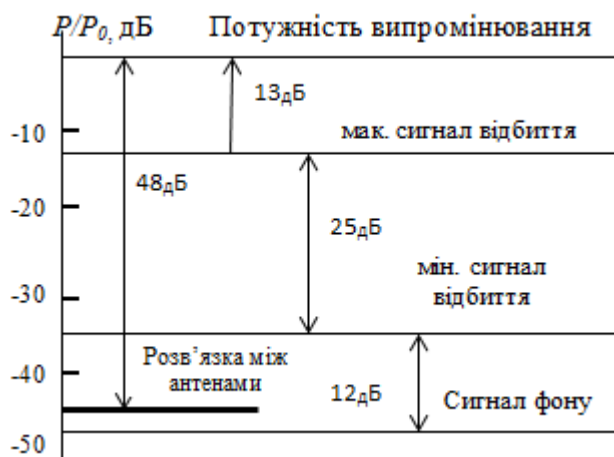 P/P₀, дБ Потужність випромінювання
13дБ
-10
мак. сигнал відбиття
48дБ
-20
25дБ
мін. сигнал
відбиття
-30
Розв’язка між
антенами
-40
12дБ
Сигнал фону
-50